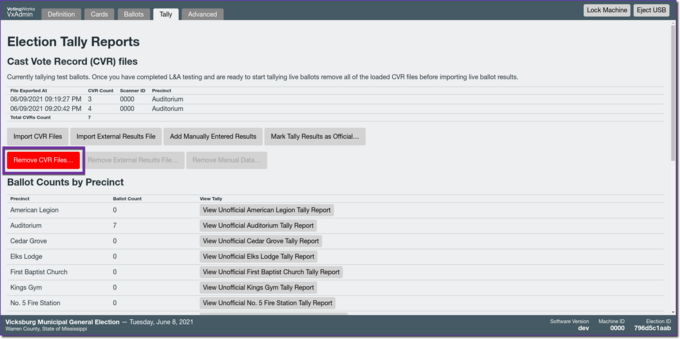 VotingWorks
VxAdmin
Definition Cards Ballots Tally Advanced Lock Machine Eject USB
Election Tally Reports
Cast Vote Record (CVR) files
Currently tallying test ballots. Once you have completed L&A testing and are ready to start tallying live ballots remove all of the loaded CVR files before importing live ballot results.
File Exported At CVR Count Scanner ID Precinct
06/09/2021 09:19:27 PM 3 0000 Auditorium
06/09/2021 09:20:42 PM 4 0000 Auditorium
Total CVRs Count 7
Import CVR Files Import External Results File Add Manually Entered Results Mark Tally Results as Official…
Remove CVR Files… Remove External Results File… Remove Manual Data…
Ballot Counts by Precinct
Precinct Ballot Count View Tally
American Legion 0 View Unofficial American Legion Tally Report
Auditorium 7 View Unofficial Auditorium Tally Report
Cedar Grove 0 View Unofficial Cedar Grove Tally Report
Elks Lodge 0 View Unofficial Elks Lodge Tally Report
First Baptist Church 0 View Unofficial First Baptist Church Tally Report
Kings Gym 0 View Unofficial Kings Gym Tally Report
No. 5 Fire Station 0 View Unofficial No. 5 Fire Station Tally Report
Vicksburg Municipal General Election — Tuesday, June 8, 2021
Warren County, State of Mississippi
Software Version Machine ID Election ID
dev 0000 796d5c1aab